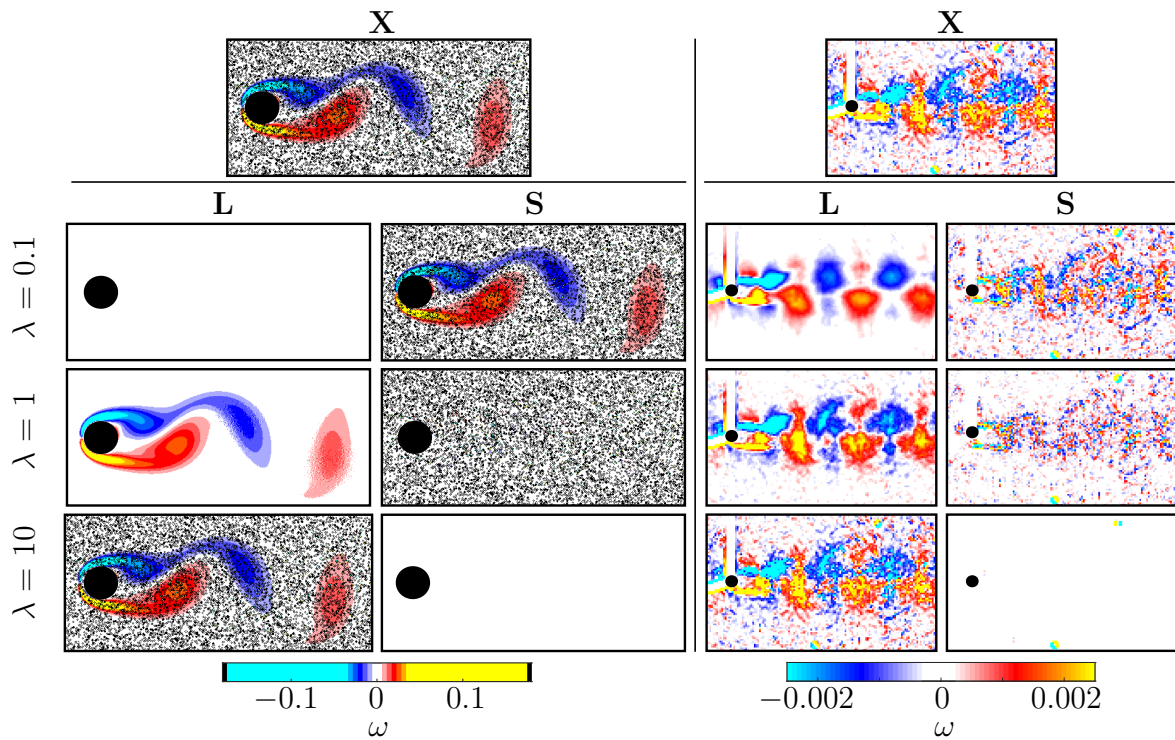 X X
L S L S
λ = 0.1
λ = 1
λ = 10
−0.1 0 0.1 −0.002 0 0.002
ω ω